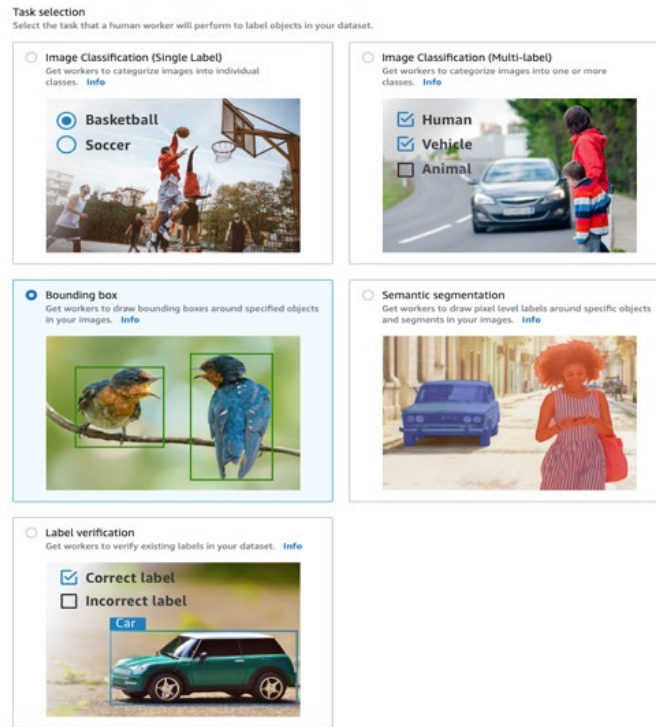 Task selection
Select the task that a human worker will perform to label objects in your dataset.
Image Classification (Single Label)
Get workers to categorize images into individual
classes. Info
Basketball
Soccer
Image Classification (Multi-label)
Get workers to categorize images into one or more
classes. Info
Human
Vehicle
Animal
Bounding box
Get workers to draw bounding boxes around specified objects
in your images. Info
Semantic segmentation
Get workers to draw pixel level labels around specific objects
and segments in your images. Info
Label verification
Get workers to verify existing labels in your dataset. Info
Correct label
Incorrect label
Car